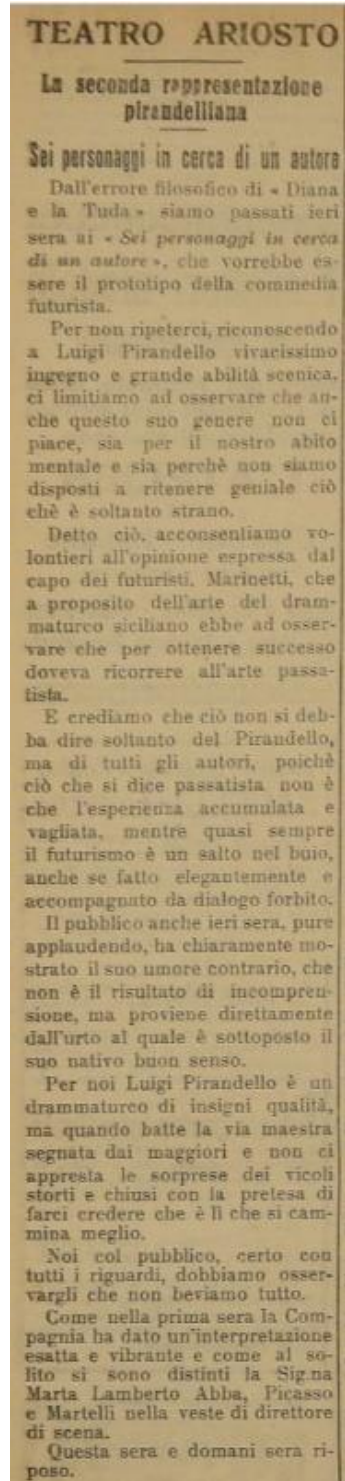 TEATRO ARIOSTO
La seconda rappresentazione
pirandelliana
Sei personaggi in cerca di un autore
Dall'errore filosofico di « Diana
e la Tuda » siamo passati ieri
sera ai « Sei personaggi in cerca
di un autore », che vorrebbe es-
sere il prototipo della commedia
futurista.
Per non ripeterci, riconoscendo
a Luigi Pirandello vivacissimo
ingegno e grande abilità scenica,
ci limitiamo ad osservare che an-
che questo suo genere non ci
piace, sia per il nostro abito
mentale e sia perchè non siamo
disposti a ritenere geniale ciò
chè è soltanto strano.
Detto ciò, acconsentiamo vo-
lontieri all'opinione espressa dal
capo dei futuristi. Marinetti, che
a proposito dell'arte del dram-
maturco siciliano ebbe ad osser-
vare che per ottenere successo
doveva ricorrere all'arte passa-
tista.
E crediamo che ciò non si deb-
ba dire soltanto del Pirandello,
ma di tutti gli autori, poichè
ciò che si dice passatista non è
che l'esperienza accumulata e
vagliata, mentre quasi sempre
il futurismo è un salto nel buio,
anche se fatto elegantemente e
accompagnato da dialogo forbito.
Il pubblico anche ieri sera, pure
applaudendo, ha chiaramente mo-
strato il suo umore contrario, che
non è il risultato di incompren-
sione, ma proviene direttamente
dall'urto al quale è sottoposto il
suo nativo buon senso.
Per noi Luigi Pirandello è un
drammaturco di insigni qualità,
ma quando batte la via maestra
segnata dai maggiori e non ci
appresta le sorprese dei vicoli
storti e chiusi con la pretesa di
farci credere che è lì che si cam-
mina meglio.
Noi col pubblico, certo con
tutti i riguardi, dobbiamo osser-
vargli che non beviamo tutto.
Come nella prima sera la Com-
pagnia ha dato un'interpretazione
esatta e vibrante e come al so-
lito si sono distinti la Sig.na
Marta Lamberto Abba, Picasso
e Martelli nella veste di direttore
di scena.
Questa sera e domani sera ri-
poso.